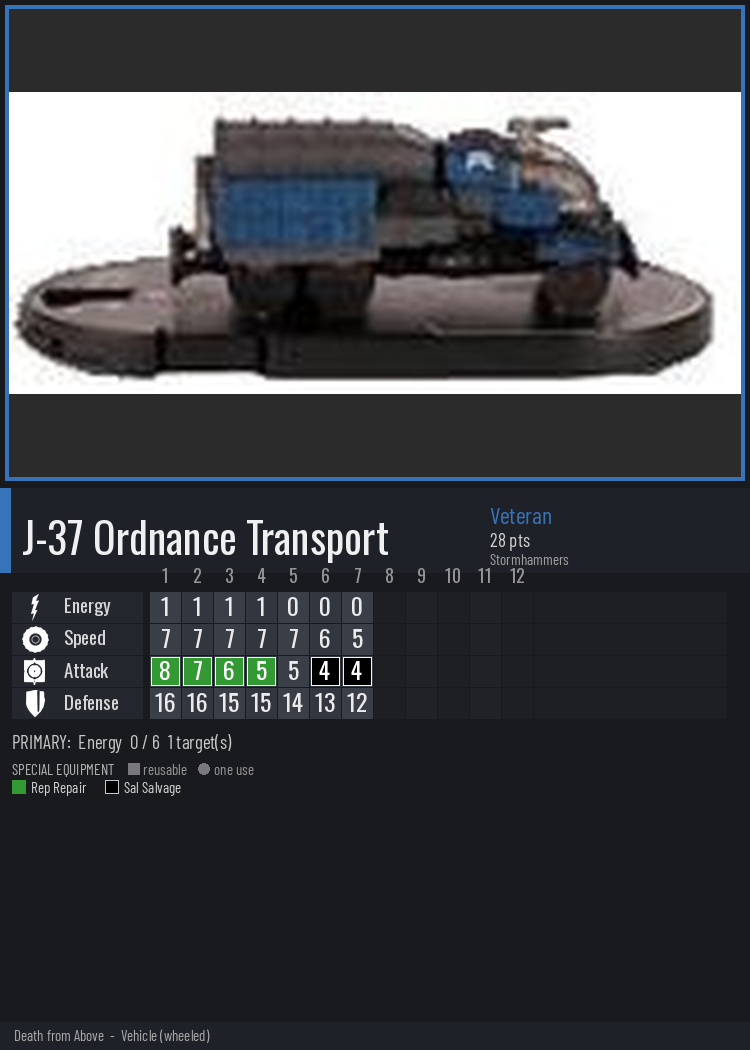 J-37 Ordnance Transport
Veteran
28 pts
Stormhammers
1 2 3 4 5 6 7 8 9 10 11 12
Energy 1 1 1 1 0 0 0
Speed 7 7 7 7 7 6 5
Attack 8 7 6 5 5 4 4
Defense 16 16 15 15 14 13 12
PRIMARY: Energy 0 / 6 1 target(s)
SPECIAL EQUIPMENT reusable one use
Rep Repair Sal Salvage
Death from Above - Vehicle (wheeled)